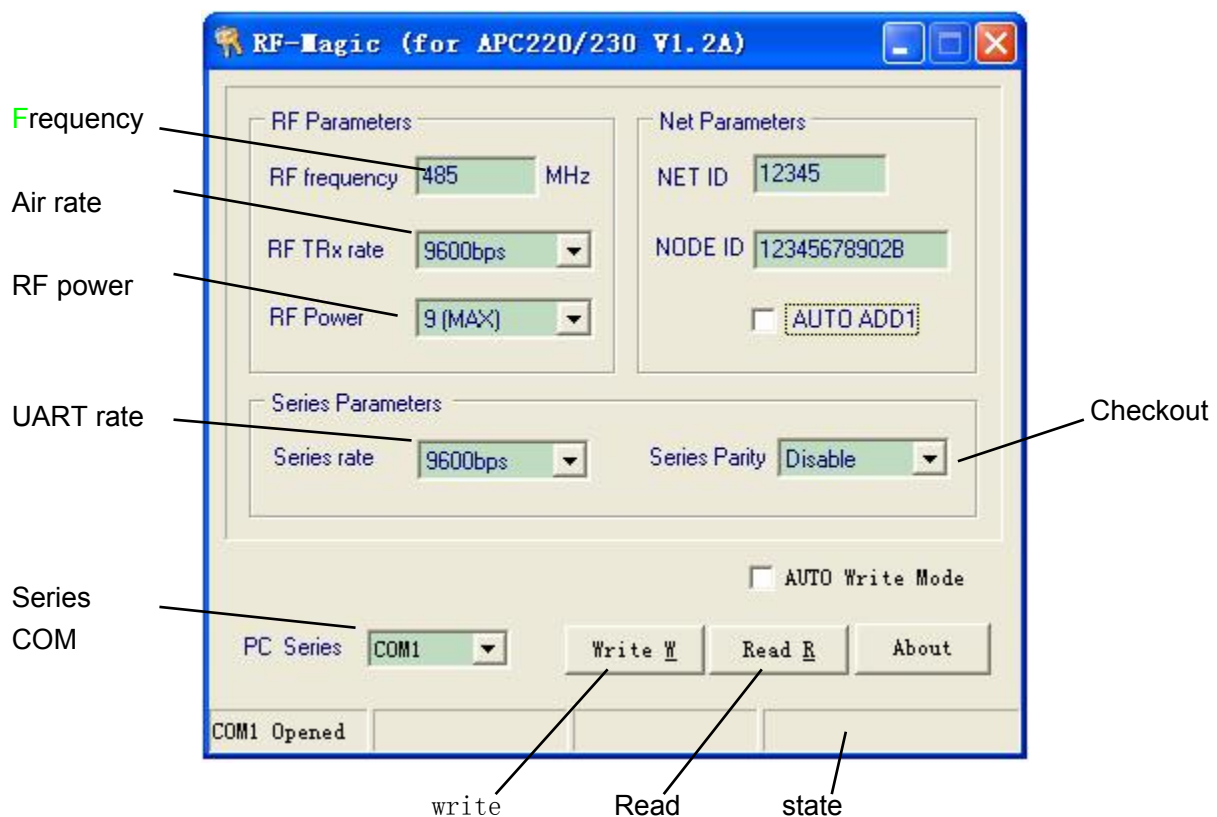 RF-Magic (for APC220/230 V1.2A)
Frequency
RF Parameters
Net Parameters
RF frequency 485 MHz
NET ID 12345
Air rate
RF TRx rate 9600bps
NODE ID 12345678902B
RF power
RF Power 9 (MAX)
AUTO ADD1
Series Parameters
UART rate
Checkout
Series rate 9600bps
Series Parity Disable
AUTO Write Mode
Series
COM
PC Series COM1
Write W
Read R
About
COM1 Opened
write
Read
state